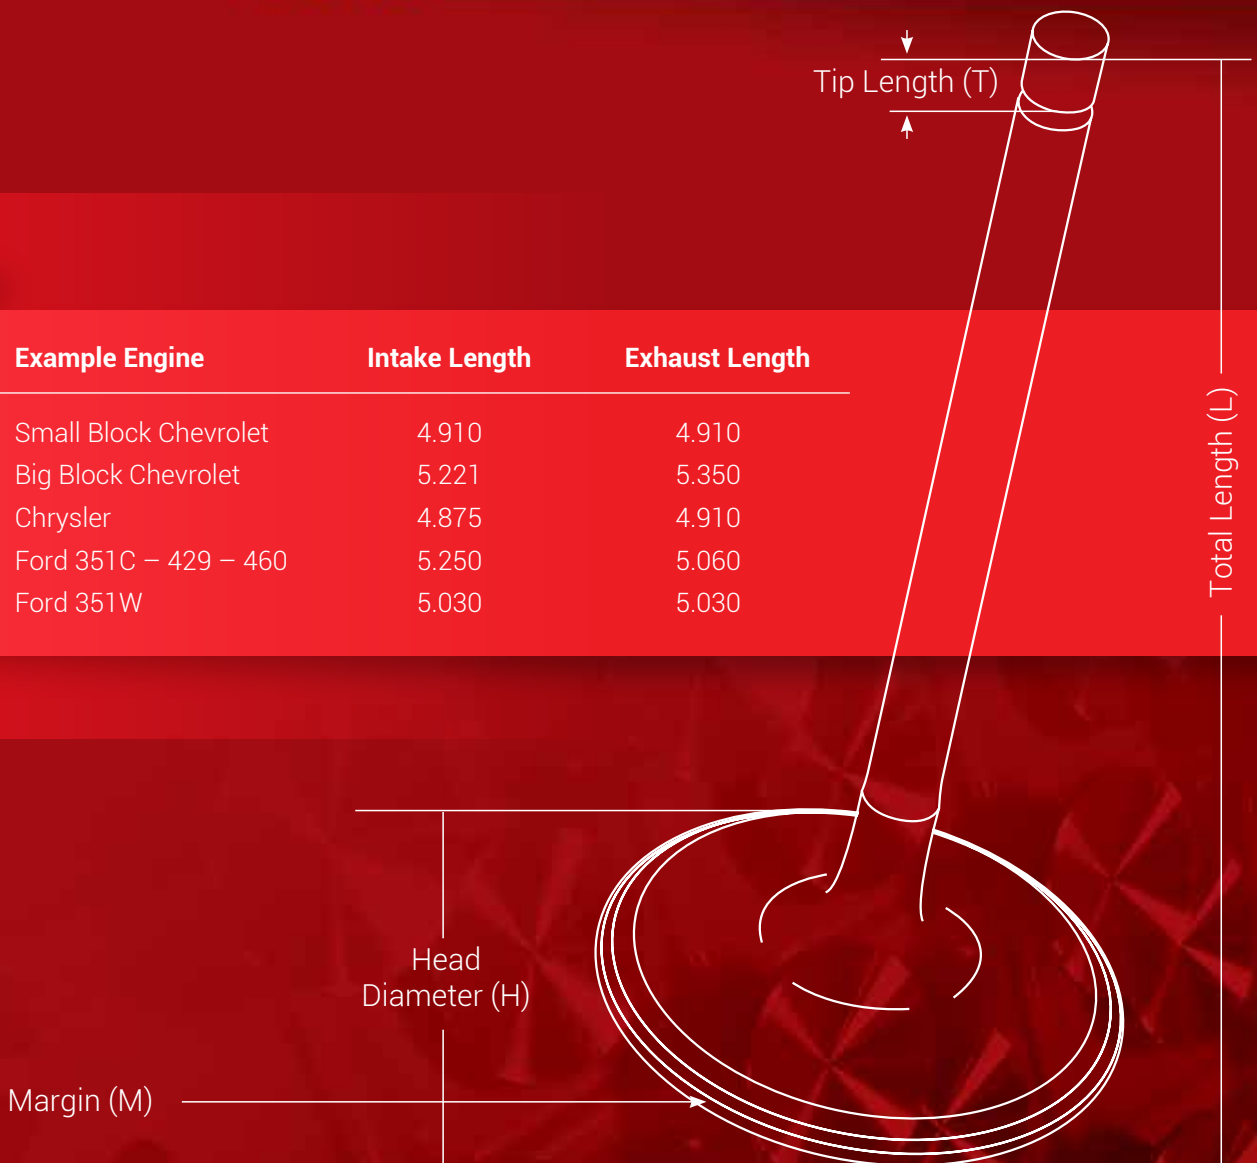 Tip Length (T)
Example Engine Intake Length Exhaust Length
Small Block Chevrolet 4.910 4.910
Big Block Chevrolet 5.221 5.350
Chrysler 4.875 4.910
Ford 351C – 429 – 460 5.250 5.060
Ford 351W 5.030 5.030
Total Length (L)
Head
Diameter (H)
Margin (M)